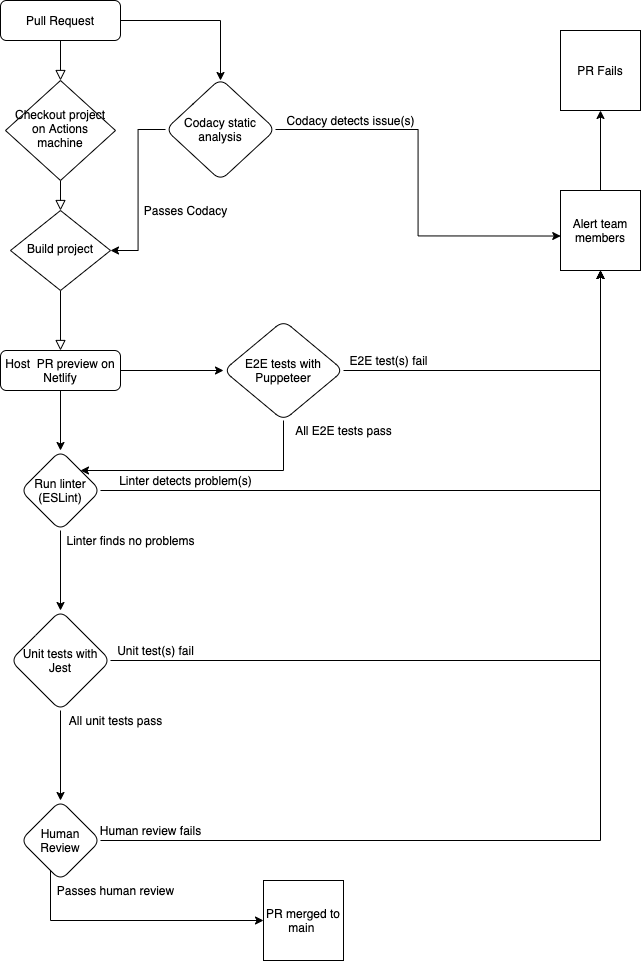 Pull Request
PR Fails
Checkout project
on Actions
machine
Codacy static
analysis
Codacy detects issue(s)
Passes Codacy
Alert team
members
Build project
Host  PR preview on
Netlify
E2E tests with
Puppeteer
E2E test(s) fail
All E2E tests pass
Run linter
(ESLint)
Linter detects problem(s)
Linter finds no problems
Unit tests with
Jest
Unit test(s) fail
All unit tests pass
Human
Review
Human review fails
Passes human review
PR merged to
main